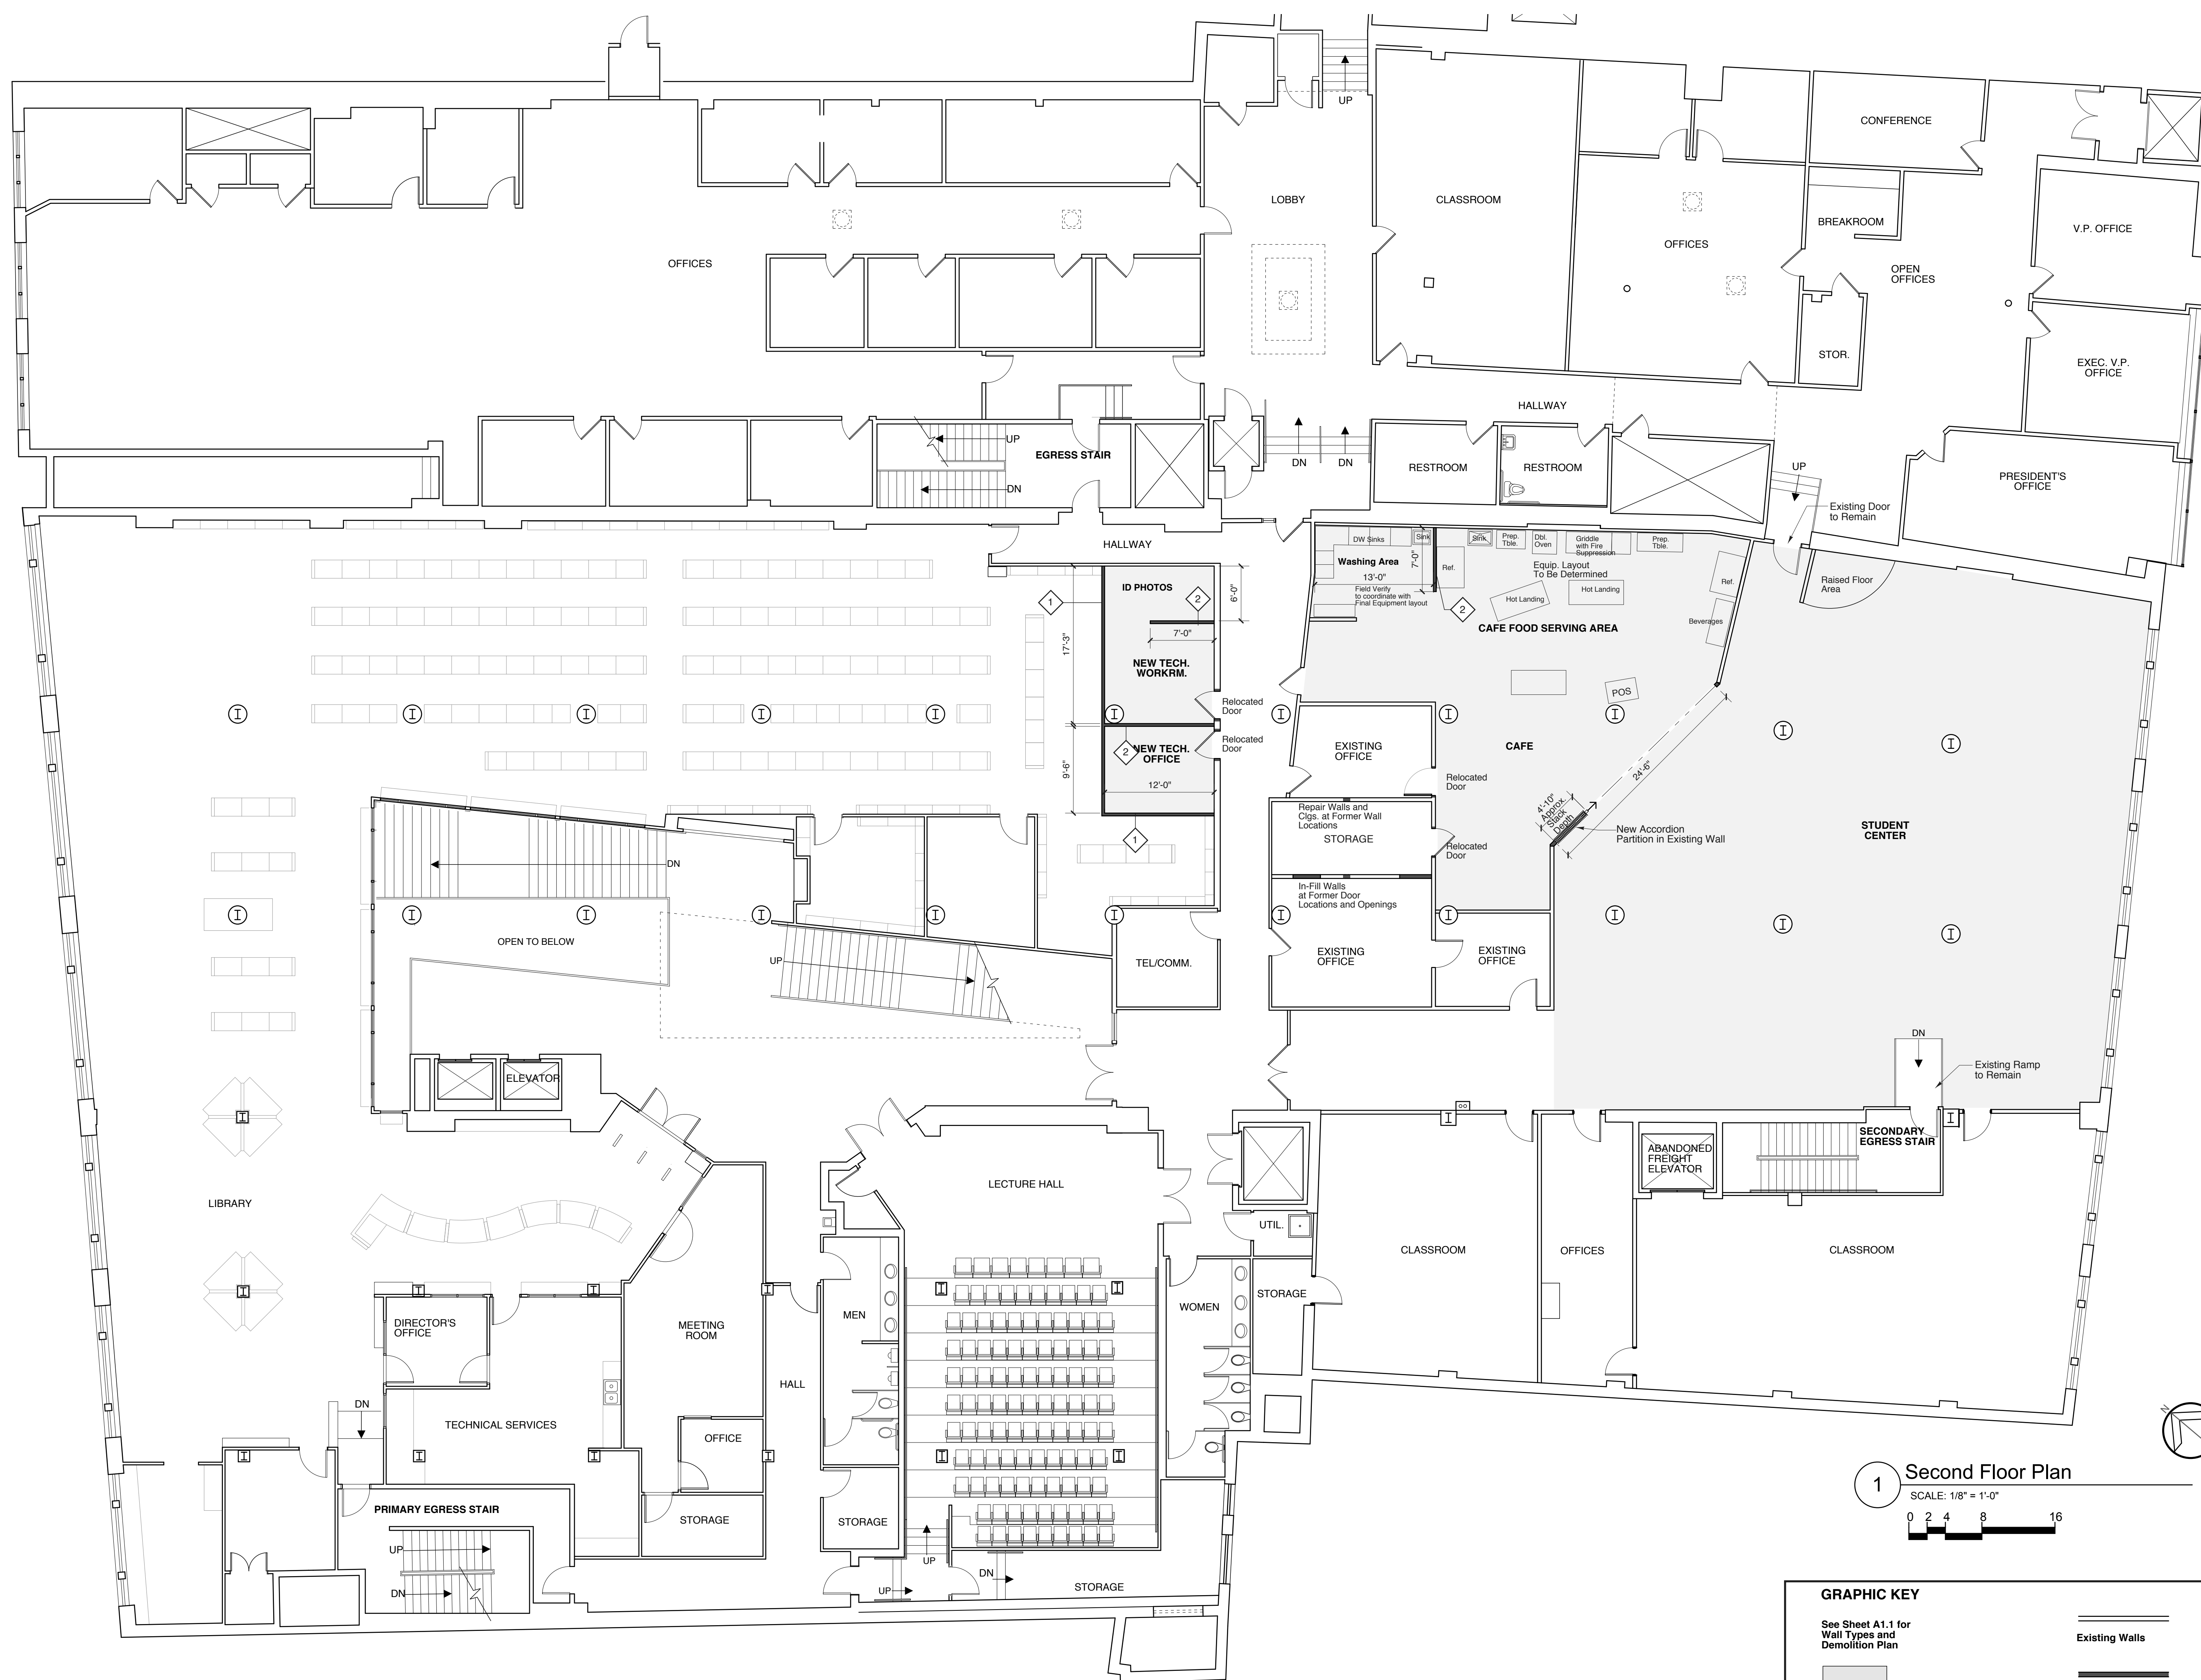 UP
CONFERENCE
LOBBY
CLASSROOM
BREAKROOM
V.P. OFFICE
OFFICES
OFFICES
OPEN
OFFICES
STOR.
EXEC. V.P.
OFFICE
HALLWAY
UP
EGRESS STAIR
DN
DN
DN
RESTROOM
RESTROOM
UP
PRESIDENT'S
OFFICE
Existing Door
to Remain
HALLWAY
DW Sinks
Sink
Sink
Prep.
Tble.
Dbl.
Oven
Griddle
with Fire
Suppression
Prep.
Tble.
7'-0"
Washing Area
13'-0"
Field Verify
to coordinate with
Final Equipment layout
Ref.
Equip. Layout
To Be Determined
Hot Landing
Hot Landing
Ref.
Raised Floor
Area
Beverages
CAFE FOOD SERVING AREA
ID PHOTOS
1
2
2
6'-0"
7'-0"
17'-3"
NEW TECH.
WORKRM.
Relocated
Door
POS
Relocated
Door
2
NEW TECH.
OFFICE
9'-6"
12'-0"
1
EXISTING
OFFICE
CAFE
Relocated
Door
24'-6"
4'-10"
Approx.
Stack
Depth
New Accordion
Partition in Existing Wall
STUDENT
CENTER
Repair Walls and
Clgs. at Former Wall
Locations
STORAGE
Relocated
Door
In-Fill Walls
at Former Door
Locations and Openings
EXISTING
OFFICE
EXISTING
OFFICE
DN
OPEN TO BELOW
UP
TEL/COMM.
ELEVATOR
DN
Existing Ramp
to Remain
SECONDARY
EGRESS STAIR
ABANDONED
FREIGHT
ELEVATOR
LIBRARY
LECTURE HALL
UTIL.
CLASSROOM
OFFICES
CLASSROOM
STORAGE
MEN
WOMEN
DIRECTOR'S
OFFICE
MEETING
ROOM
HALL
DN
TECHNICAL SERVICES
OFFICE
PRIMARY EGRESS STAIR
STORAGE
STORAGE
UP
DN
UP
UP
DN
STORAGE
N
1
Second Floor Plan
SCALE: 1/8" = 1'-0"
0 2 4 8 16
GRAPHIC KEY
See Sheet A1.1 for
Wall Types and
Demolition Plan
Existing Walls